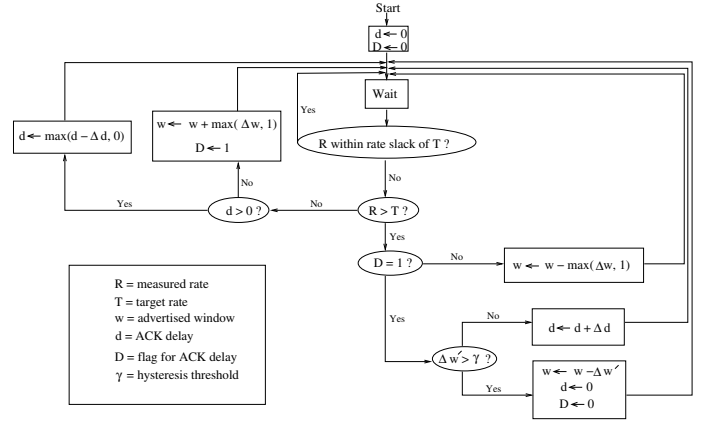 Start
d ← 0
D ← 0
Wait
Yes
R within rate slack of T ?
No
d ← max(d − Δ d, 0)
w ← w + max( Δ w, 1)
D ← 1
No
Yes
d > 0 ?
No
R > T ?
Yes
D = 1 ?
No
w ← w − max(Δw, 1)
R = measured rate
T = target rate
w = advertised window
d = ACK delay
D = flag for ACK delay
γ = hysteresis threshold
Yes
No
d ← d + Δ d
Δ w′ > γ ?
Yes
w ← w − Δ w′
d ← 0
D ← 0